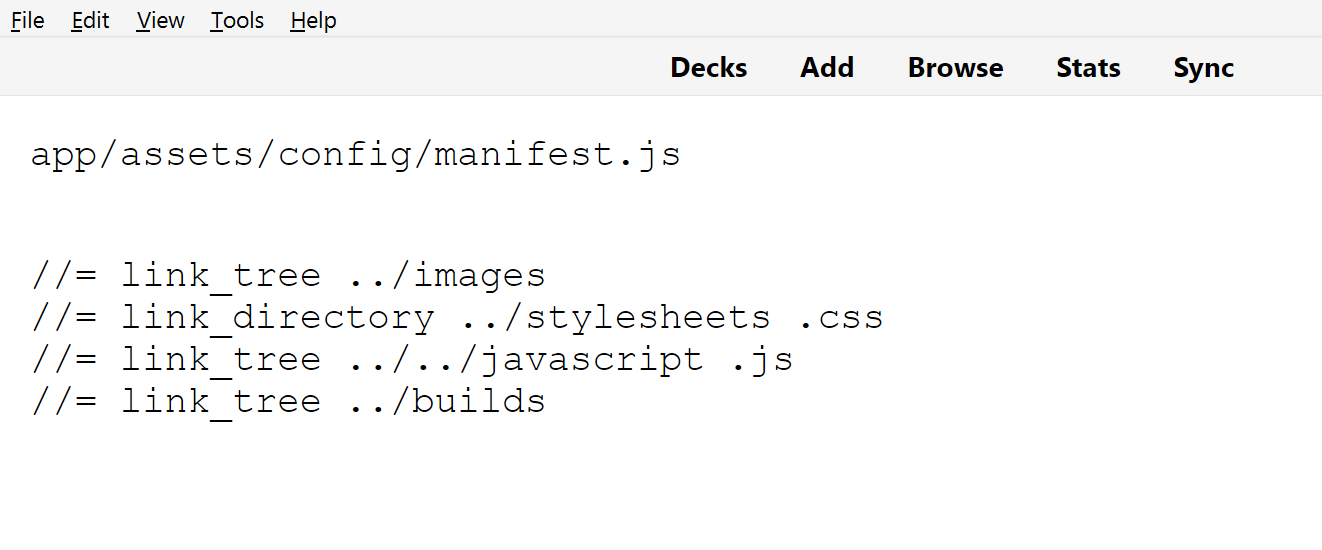 File Edit View Tools Help
Decks Add Browse Stats Sync
app/assets/config/manifest.js
//= link_tree ../images
//= link_directory ../stylesheets .css
//= link_tree ../../javascript .js
//= link_tree ../builds